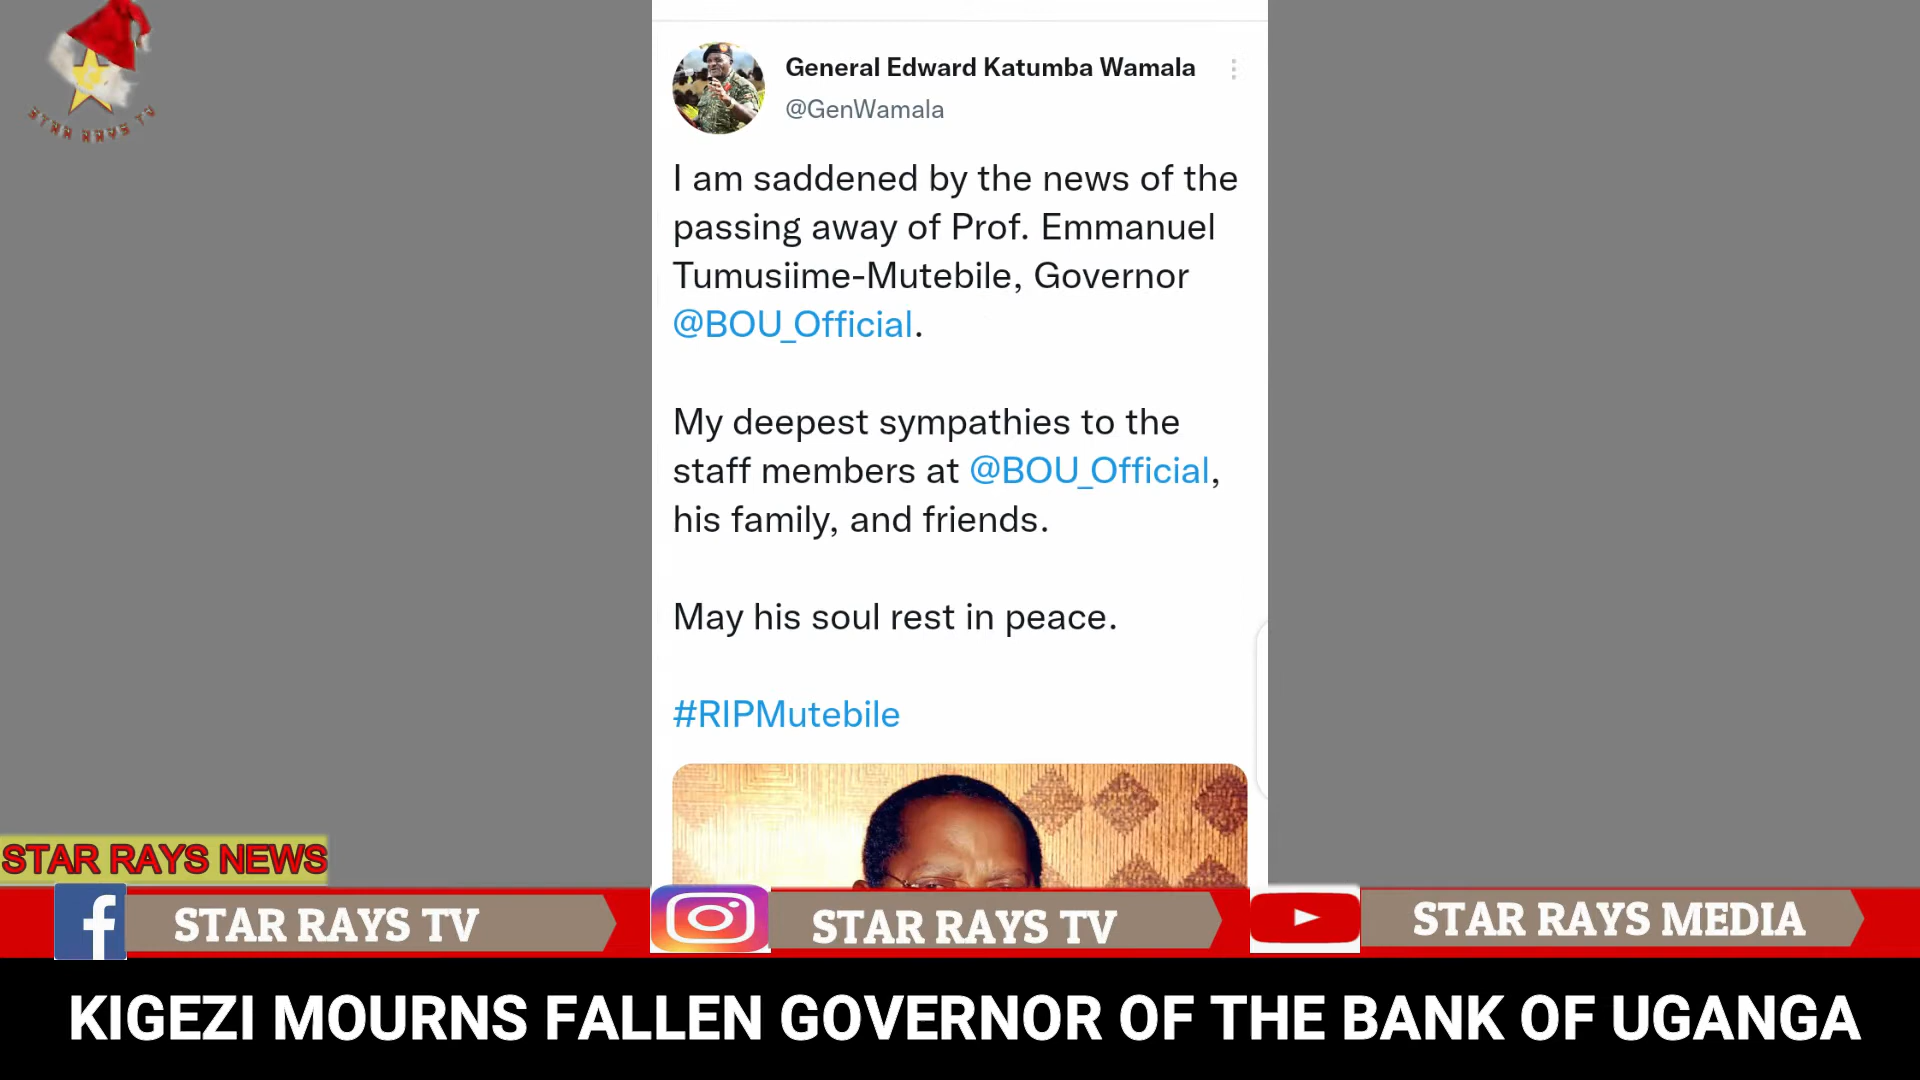 STAR RAYS TV
General Edward Katumba Wamala
@GenWamala
I am saddened by the news of the
passing away of Prof. Emmanuel
Tumusiime-Mutebile, Governor
@BOU_Official.
My deepest sympathies to the
staff members at @BOU_Official,
his family, and friends.
May his soul rest in peace.
#RIPMutebile
STAR RAYS NEWS
STAR RAYS TV
STAR RAYS TV
STAR RAYS MEDIA
KIGEZI MOURNS FALLEN GOVERNOR OF THE BANK OF UGANGA